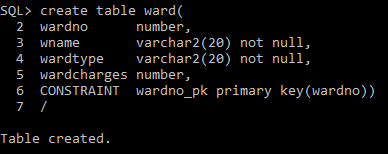 SQL> create table ward(
  2  wardno      number,
  3  wname       varchar2(20) not null,
  4  wardtype    varchar2(20) not null,
  5  wardcharges number,
  6  CONSTRAINT  wardno_pk primary key(wardno))
  7  /
Table created.